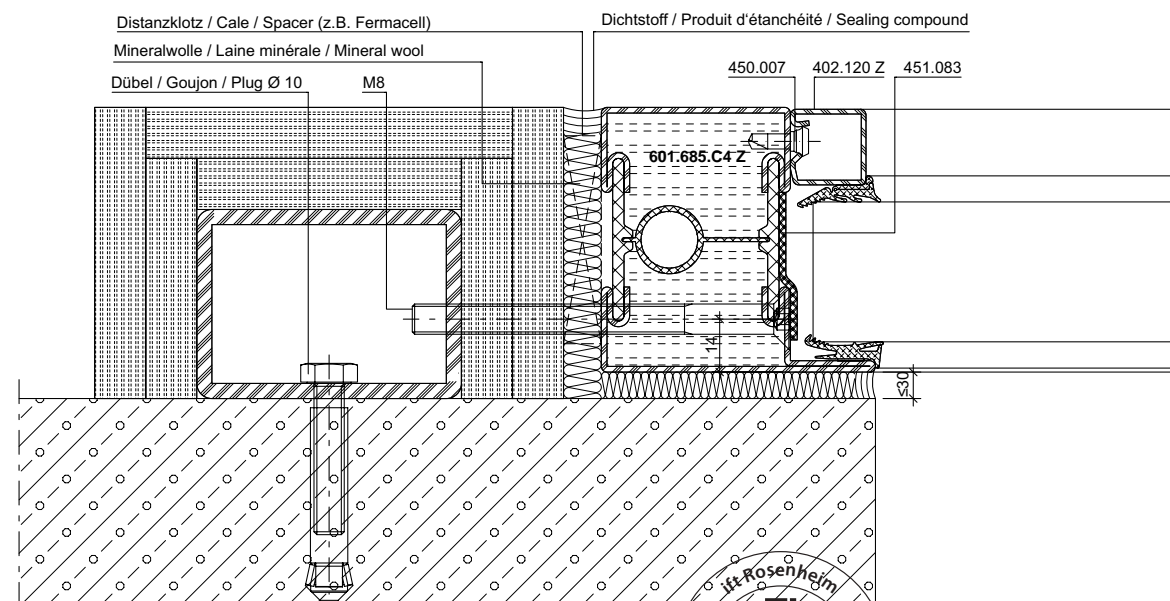 Distanzklotz / Cale / Spacer (z.B. Fermacell)
Dichtstoff / Produit d'étanchéité / Sealing compound
Mineralwolle / Laine minérale / Mineral wool
450.007
402.120 Z
451.083
Dübel / Goujon / Plug Ø 10
M8
601.685.C4 Z
14
≤30
ift Rosenheim